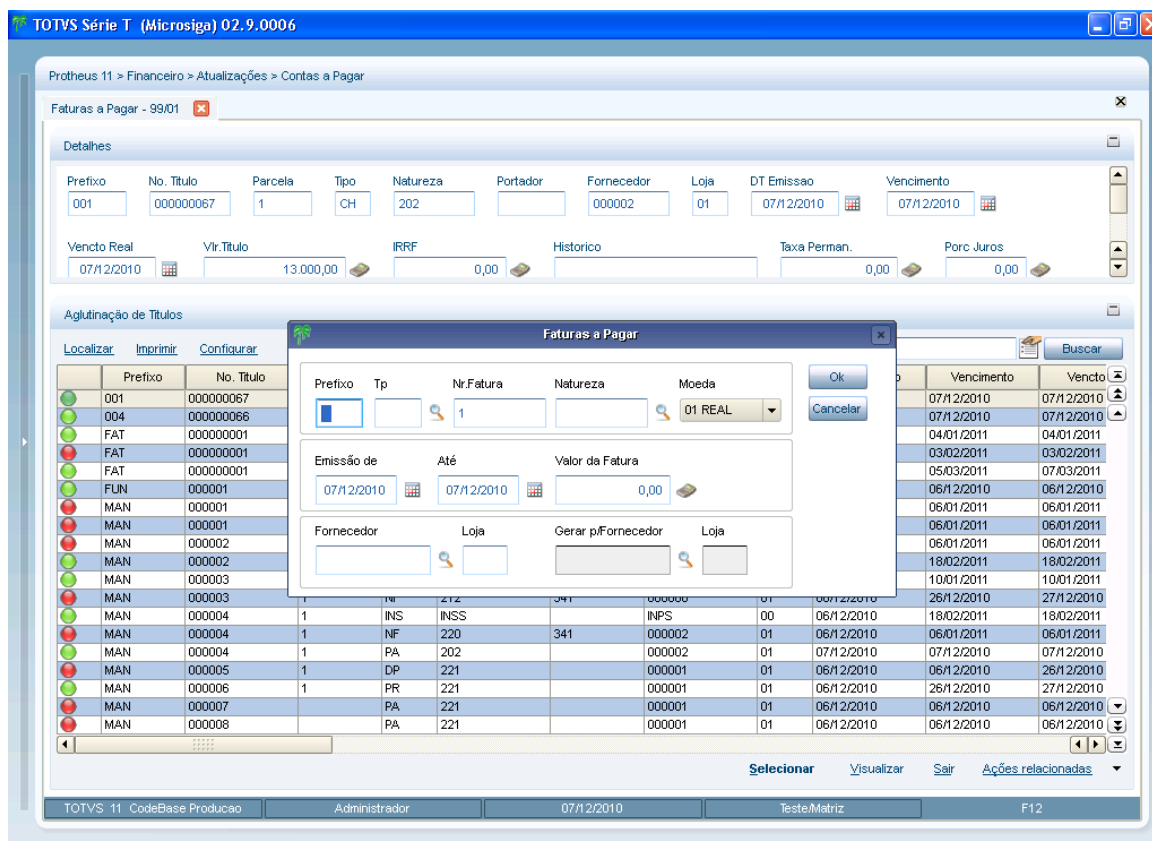 TOTVS Série T (Microsiga) 02.9.0006
Protheus 11 > Financeiro > Atualizações > Contas a Pagar
Faturas a Pagar - 99/01
Detalhes
Prefixo No. Titulo Parcela Tipo Natureza Portador Fornecedor Loja DT Emissao Vencimento
001 000000067 1 CH 202 000002 01 07/12/2010 07/12/2010
Vencto Real Vlr.Titulo IRRF Historico Taxa Perman. Porc Juros
07/12/2010 13.000,00 0,00 0,00 0,00
Aglutinação de Titulos
Localizar Imprimir Configurar Buscar
Prefixo No. Titulo Vencimento Vencto
001 000000067 07/12/2010 07/12/2010
004 000000066 07/12/2010 07/12/2010
FAT 000000001 04/01/2011 04/01/2011
FAT 000000001 03/02/2011 03/02/2011
FAT 000000001 05/03/2011 07/03/2011
FUN 000001 06/12/2010 06/12/2010
MAN 000001 06/01/2011 06/01/2011
MAN 000001 06/01/2011 06/01/2011
MAN 000002 06/01/2011 06/01/2011
MAN 000002 18/02/2011 18/02/2011
MAN 000003 10/01/2011 10/01/2011
MAN 000003 1 NF 212 341 000000 01 06/12/2010 26/12/2010 27/12/2010
MAN 000004 1 INS INSS INPS 00 06/12/2010 18/02/2011 18/02/2011
MAN 000004 1 NF 220 341 000002 01 06/12/2010 06/01/2011 06/01/2011
MAN 000004 1 PA 202 000002 01 07/12/2010 07/12/2010 07/12/2010
MAN 000005 1 DP 221 000001 01 06/12/2010 06/12/2010 26/12/2010
MAN 000006 1 PR 221 000001 01 06/12/2010 26/12/2010 27/12/2010
MAN 000007 PA 221 000001 01 06/12/2010 06/12/2010 06/12/2010
MAN 000008 PA 221 000001 01 06/12/2010 06/12/2010 06/12/2010
Faturas a Pagar
Prefixo Tp Nr.Fatura Natureza Moeda Ok
1 01 REAL Cancelar
Emissão de Até Valor da Fatura
07/12/2010 07/12/2010 0,00
Fornecedor Loja Gerar p/Fornecedor Loja
Selecionar Visualizar Sair Ações relacionadas
TOTVS 11 CodeBase Producao Administrador 07/12/2010 Teste/Matriz F12